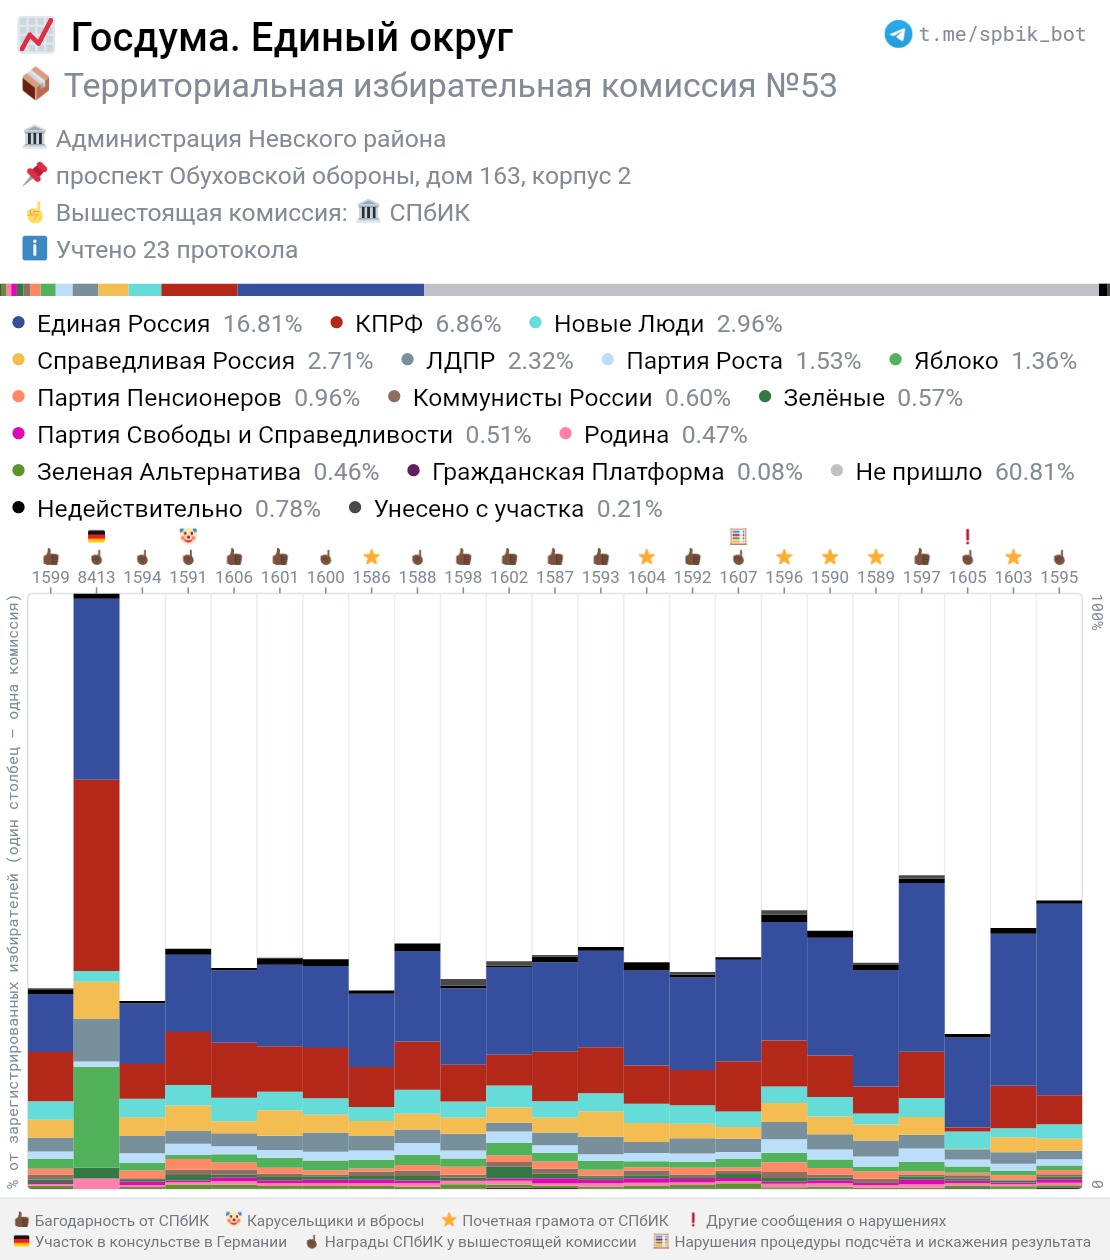 Госдума. Единый округ
t.me/spbik_bot
Территориальная избирательная комиссия №53
Администрация Невского района
проспект Обуховской обороны, дом 163, корпус 2
Вышестоящая комиссия: СПбИК
Учтено 23 протокола
Единая Россия 16.81% КПРФ 6.86% Новые Люди 2.96%
Справедливая Россия 2.71% ЛДПР 2.32% Партия Роста 1.53% Яблоко 1.36%
Партия Пенсионеров 0.96% Коммунисты России 0.60% Зелёные 0.57%
Партия Свободы и Справедливости 0.51% Родина 0.47%
Зеленая Альтернатива 0.46% Гражданская Платформа 0.08% Не пришло 60.81%
Недействительно 0.78% Унесено с участка 0.21%
1599 8413 1594 1591 1606 1601 1600 1586 1588 1598 1602 1587 1593 1604 1592 1607 1596 1590 1589 1597 1605 1603 1595
% от зарегистрированных избирателей (один столбец — одна комиссия)
100%
0
Багодарность от СПбИК Карусельщики и вбросы Почетная грамота от СПбИК Другие сообщения о нарушениях
Участок в консульстве в Германии Награды СПбИК у вышестоящей комиссии Нарушения процедуры подсчёта и искажения результата